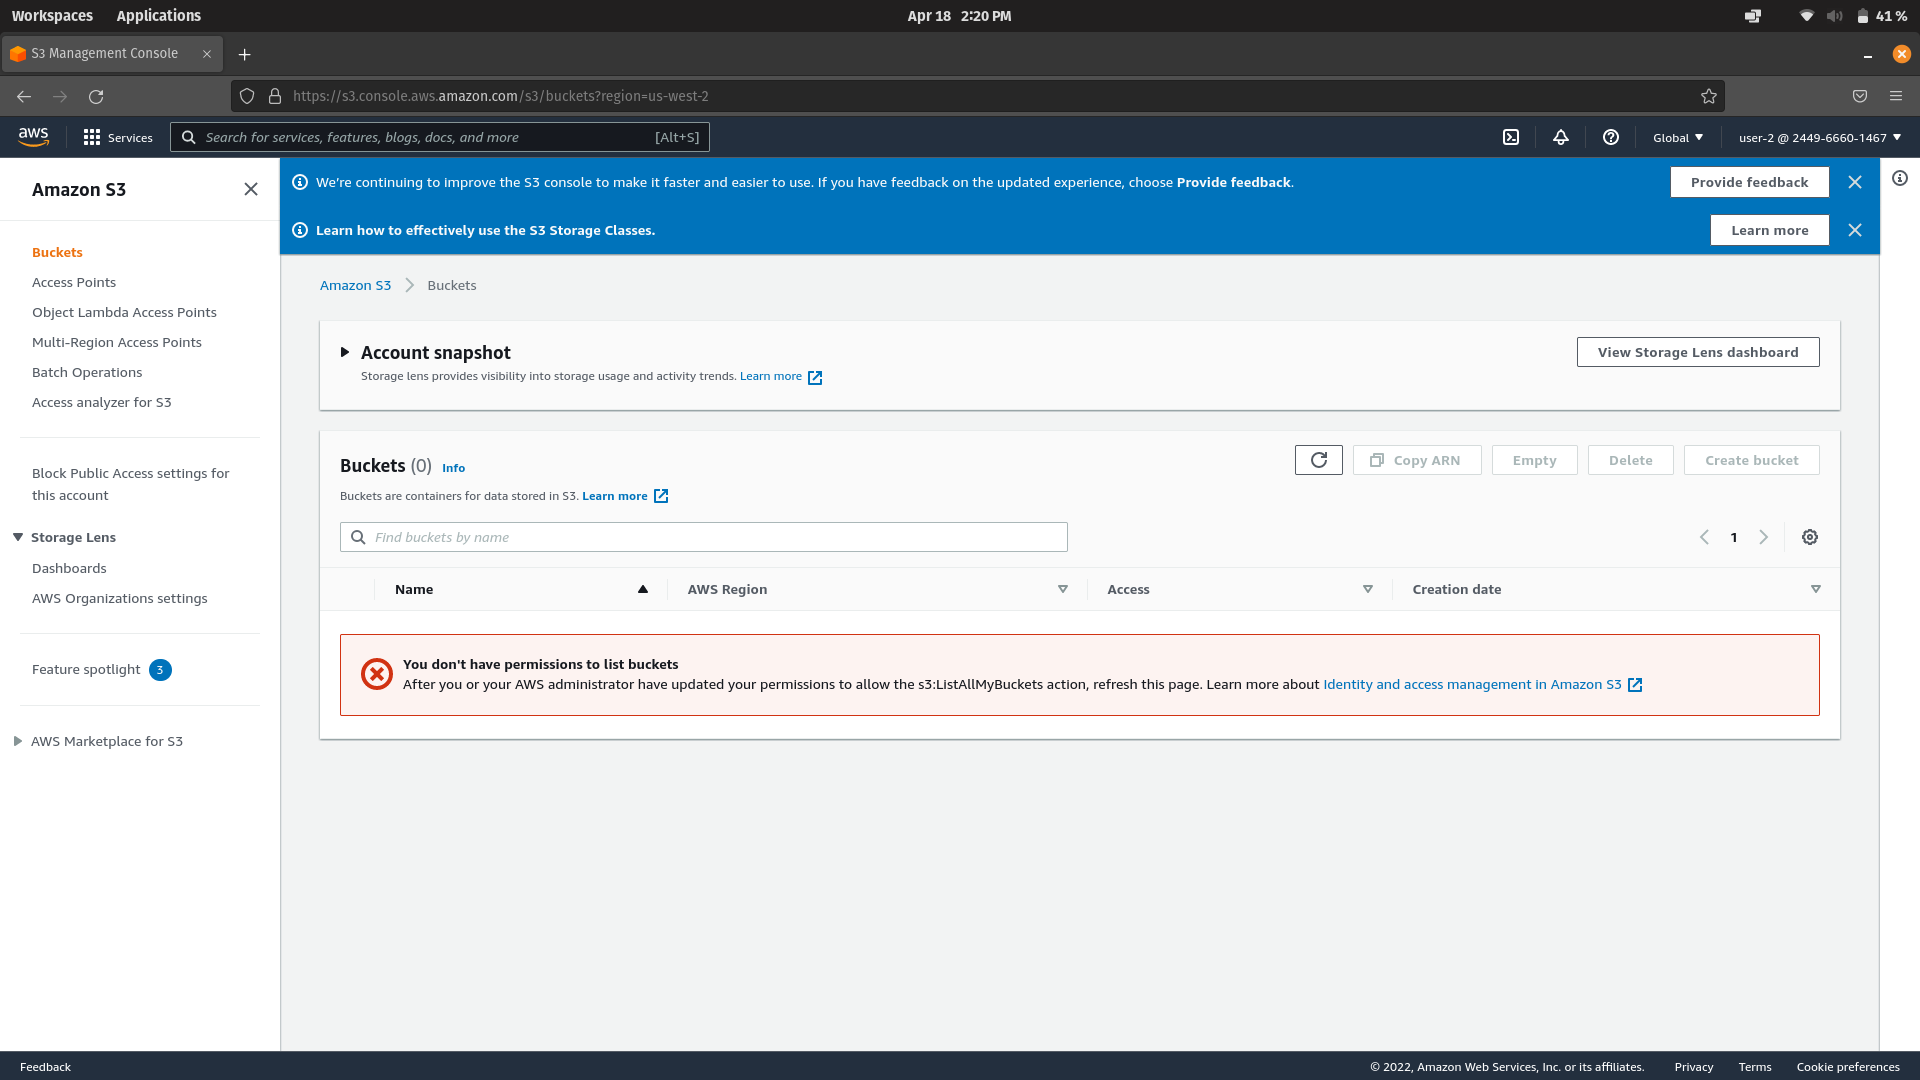 Workspaces Applications Apr 18 2:20 PM 41 %
S3 Management Console
https://s3.console.aws.amazon.com/s3/buckets?region=us-west-2
aws Services Search for services, features, blogs, docs, and more [Alt+S] Global user-2 @ 2449-6660-1467
Amazon S3
Buckets
Access Points
Object Lambda Access Points
Multi-Region Access Points
Batch Operations
Access analyzer for S3
Block Public Access settings for
this account
Storage Lens
Dashboards
AWS Organizations settings
Feature spotlight 3
AWS Marketplace for S3
We're continuing to improve the S3 console to make it faster and easier to use. If you have feedback on the updated experience, choose Provide feedback. Provide feedback
Learn how to effectively use the S3 Storage Classes. Learn more
Amazon S3 Buckets
Account snapshot View Storage Lens dashboard
Storage lens provides visibility into storage usage and activity trends. Learn more
Buckets (0) Info Copy ARN Empty Delete Create bucket
Buckets are containers for data stored in S3. Learn more
Find buckets by name 1
Name AWS Region Access Creation date
You don't have permissions to list buckets
After you or your AWS administrator have updated your permissions to allow the s3:ListAllMyBuckets action, refresh this page. Learn more about Identity and access management in Amazon S3
Feedback © 2022, Amazon Web Services, Inc. or its affiliates. Privacy Terms Cookie preferences